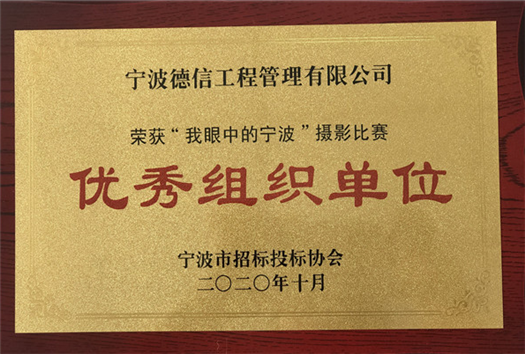 宁波德信工程管理有限公司
荣获“我眼中的宁波”摄影比赛
优秀组织单位
宁波市招标投标协会
二〇二〇年十月